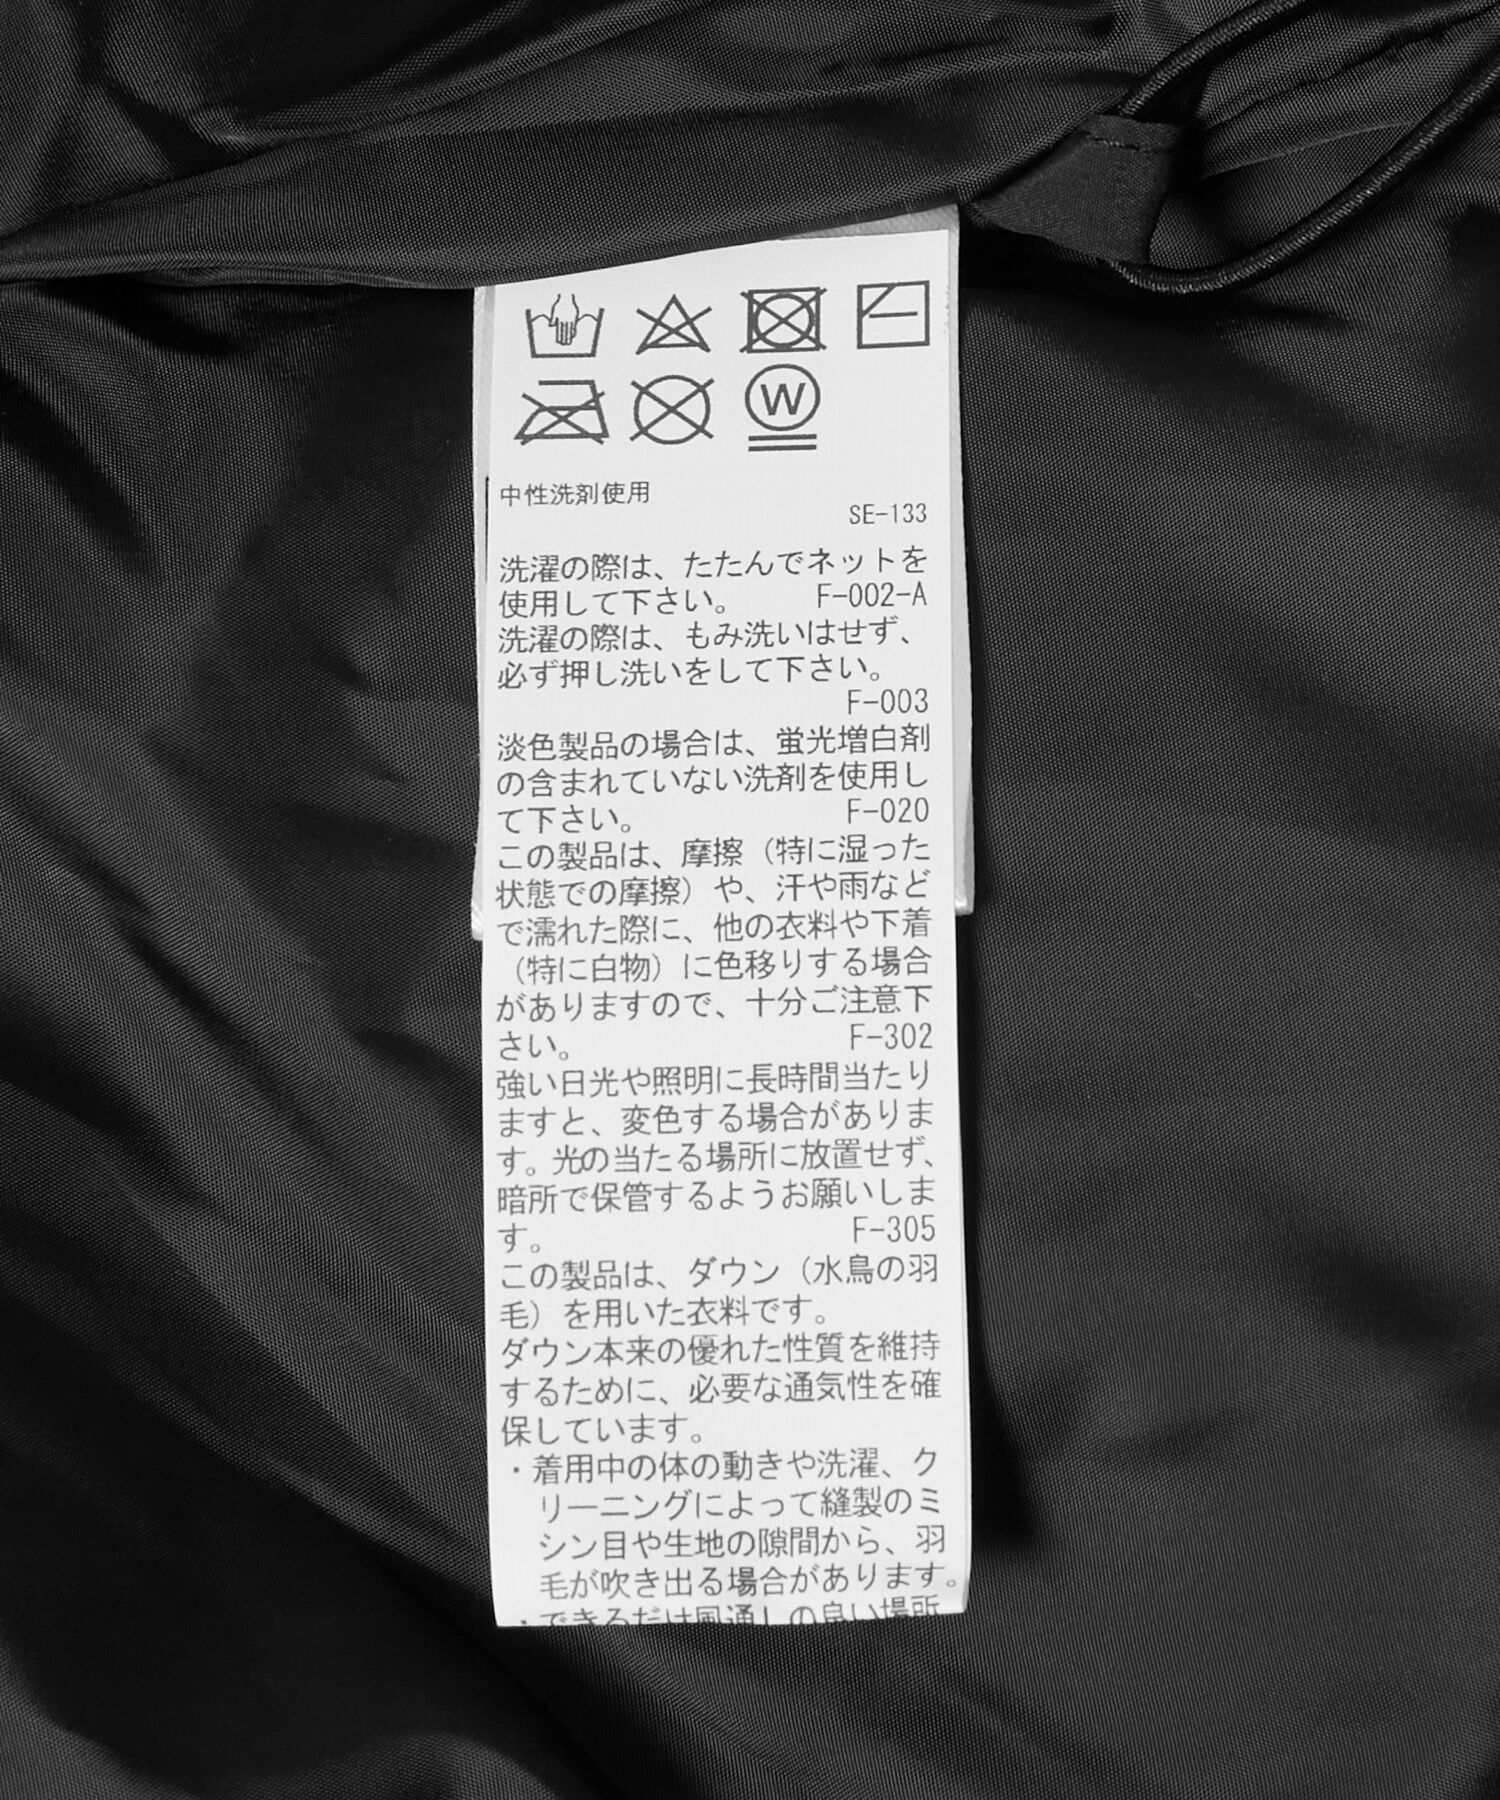 W
中性洗剤使用
SE-133
洗濯の際は、たたんでネットを
使用して下さい。 F-002-A
洗濯の際は、もみ洗いはせず、
必ず押し洗いをして下さい。
F-003
淡色製品の場合は、蛍光増白剤
の含まれていない洗剤を使用し
て下さい。 F-020
この製品は、摩擦（特に湿った
状態での摩擦）や、汗や雨など
で濡れた際に、他の衣料や下着
（特に白物）に色移りする場合
がありますので、十分ご注意下
さい。 F-302
強い日光や照明に長時間当たり
ますと、変色する場合がありま
す。光の当たる場所に放置せず、
暗所で保管するようお願いしま
す。 F-305
この製品は、ダウン（水鳥の羽
毛）を用いた衣料です。
ダウン本来の優れた性質を維持
するために、必要な通気性を確
保しています。
・着用中の体の動きや洗濯、ク
リーニングによって縫製のミ
シン目や生地の隙間から、羽
毛が吹き出る場合があります。
・できるだけ風通しの良い場所